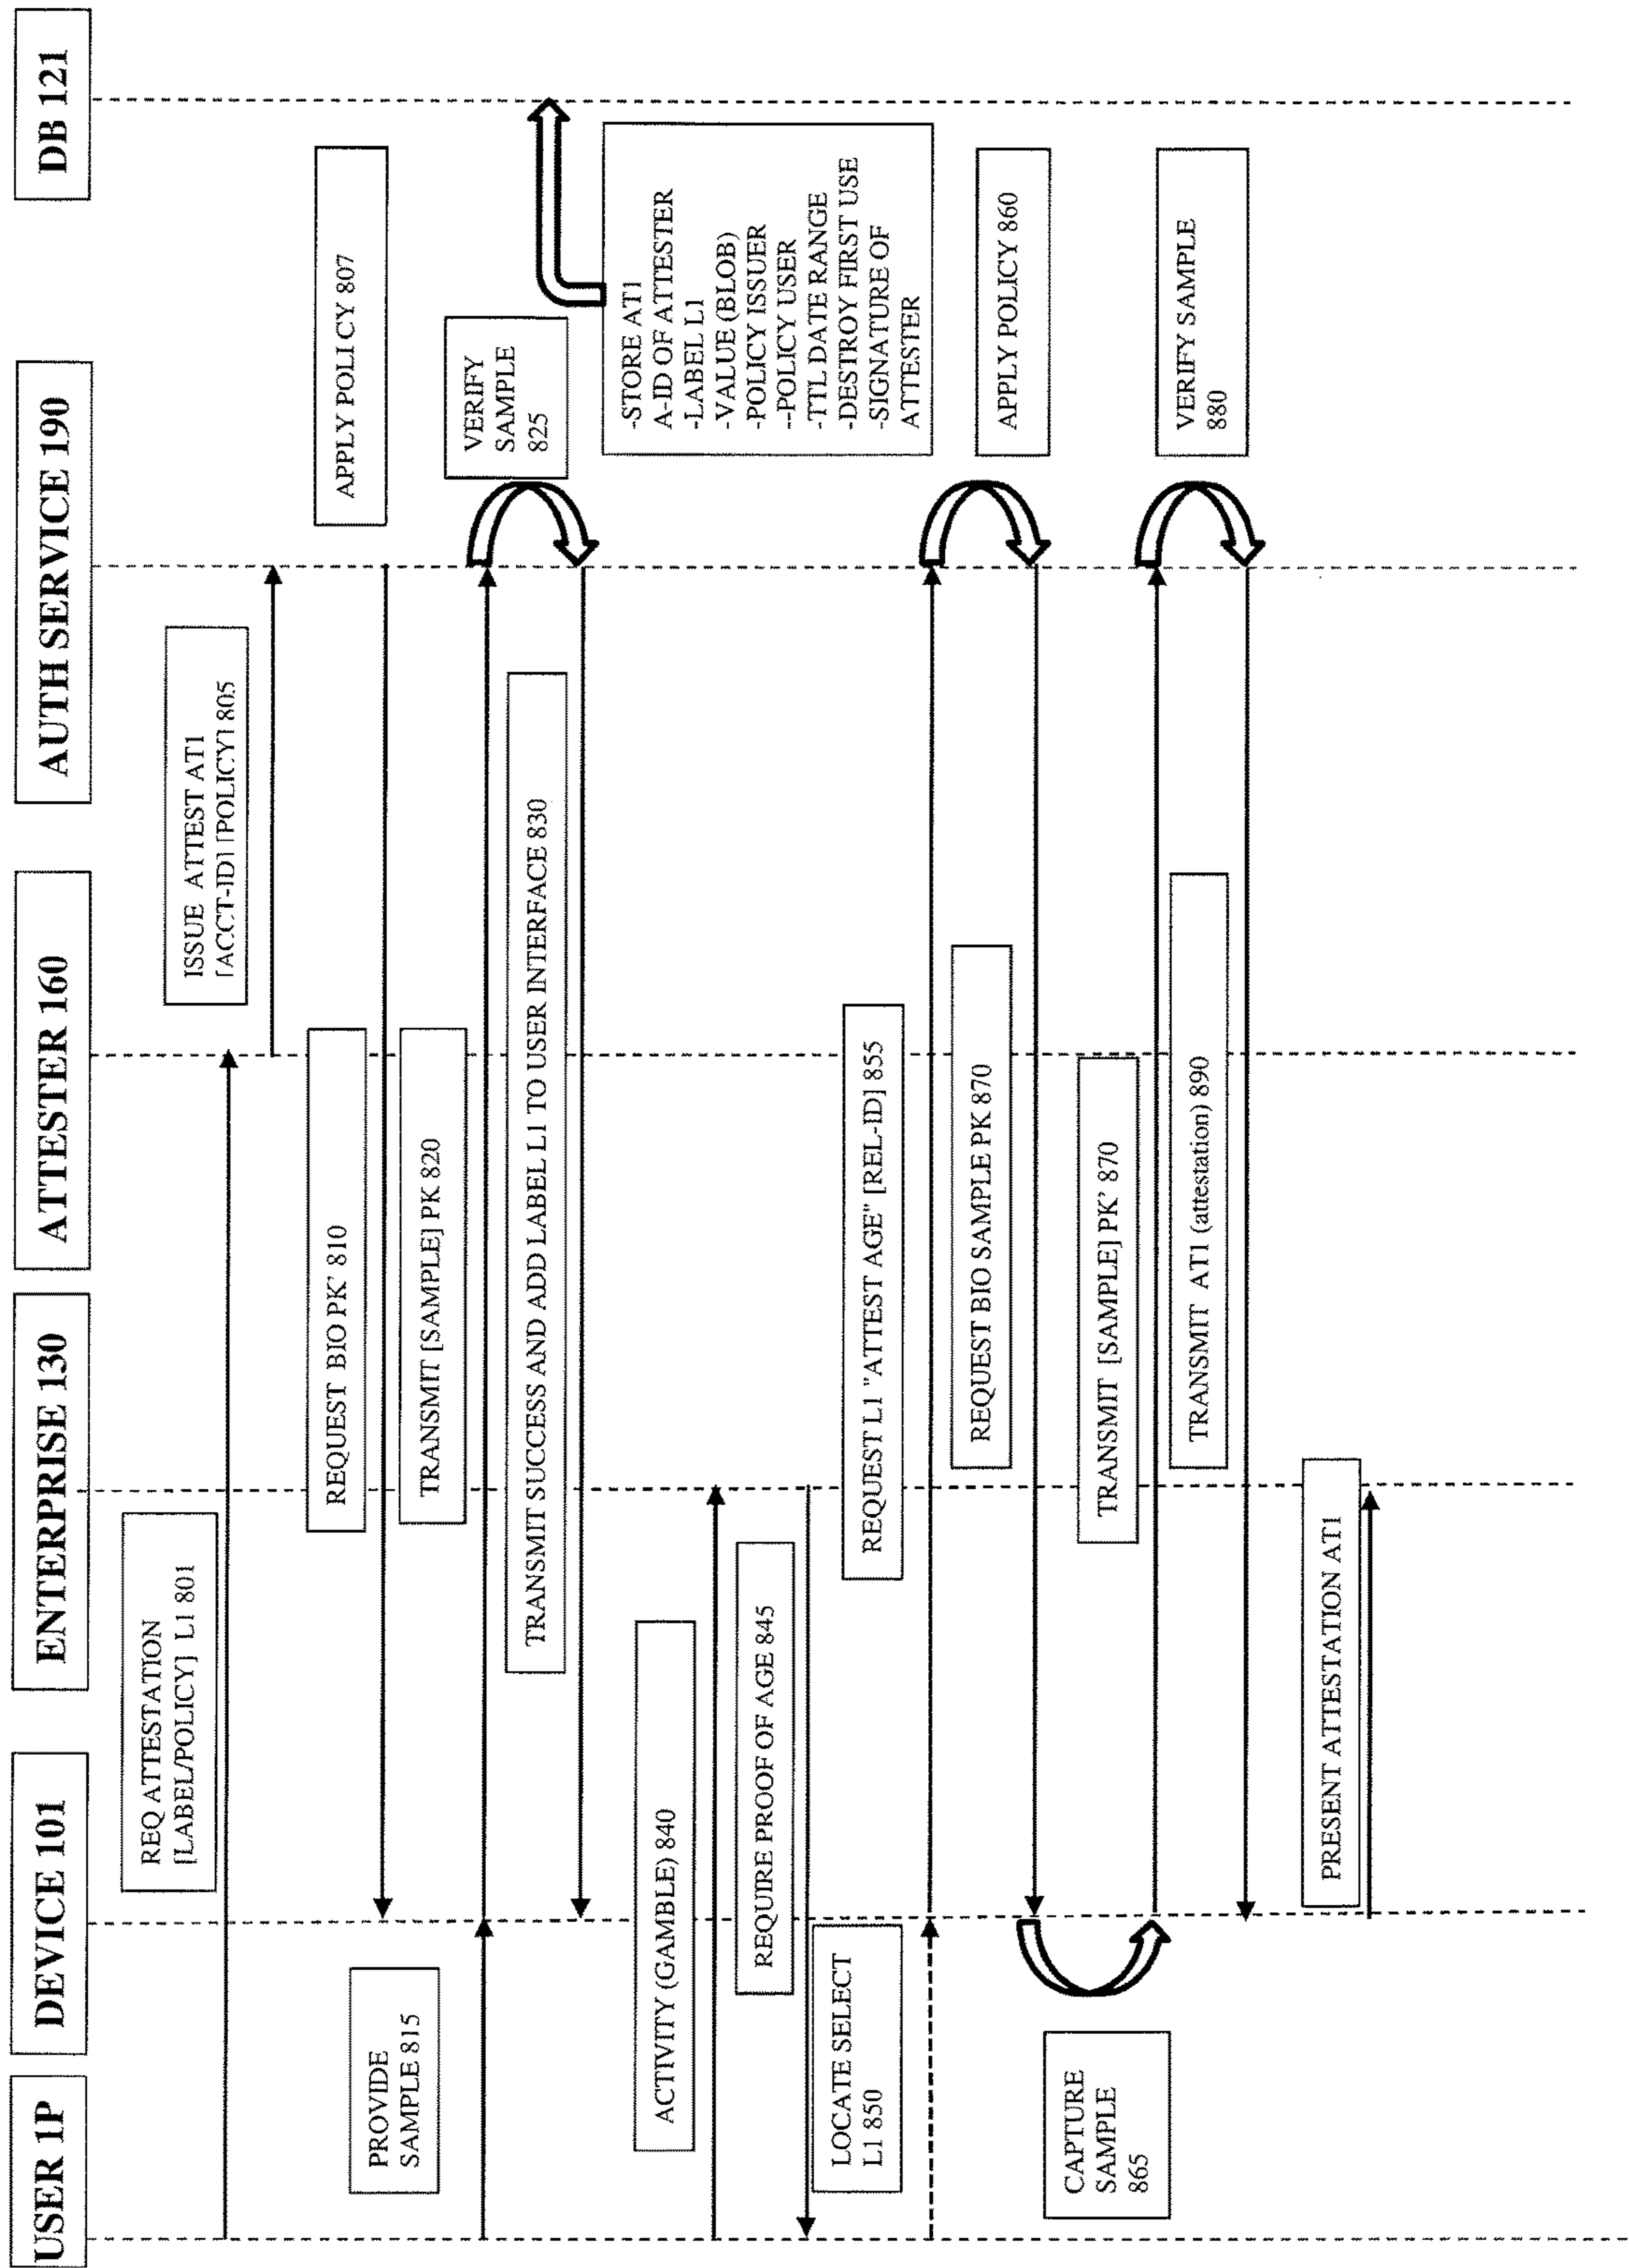 USER 1P
DEVICE 101
ENTERPRISE 130
ATTESTER 160
AUTH SERVICE 190
DB 121
REQ ATTESTATION
[LABEL/POLICY] L1 801
ISSUE ATTEST AT1
[ACCT-ID] [POLICY] 805
APPLY POLICY 807
REQUEST BIO PK' 810
PROVIDE
SAMPLE 815
TRANSMIT [SAMPLE] PK 820
VERIFY
SAMPLE
825
TRANSMIT SUCCESS AND ADD LABEL L1 TO USER INTERFACE 830
-STORE AT1
A-ID OF ATTESTER
-LABEL L1
-VALUE (BLOB)
-POLICY ISSUER
--POLICY USER
-TTL DATE RANGE
-DESTROY FIRST USE
-SIGNATURE OF
ATTESTER
ACTIVITY (GAMBLE) 840
REQUIRE PROOF OF AGE 845
LOCATE SELECT
L1 850
REQUEST L1 "ATTEST AGE" [REL-ID] 855
APPLY POLICY 860
REQUEST BIO SAMPLE PK 870
CAPTURE
SAMPLE
865
TRANSMIT [SAMPLE] PK' 870
VERIFY SAMPLE
880
TRANSMIT AT1 (attestation) 890
PRESENT ATTESTATION AT1